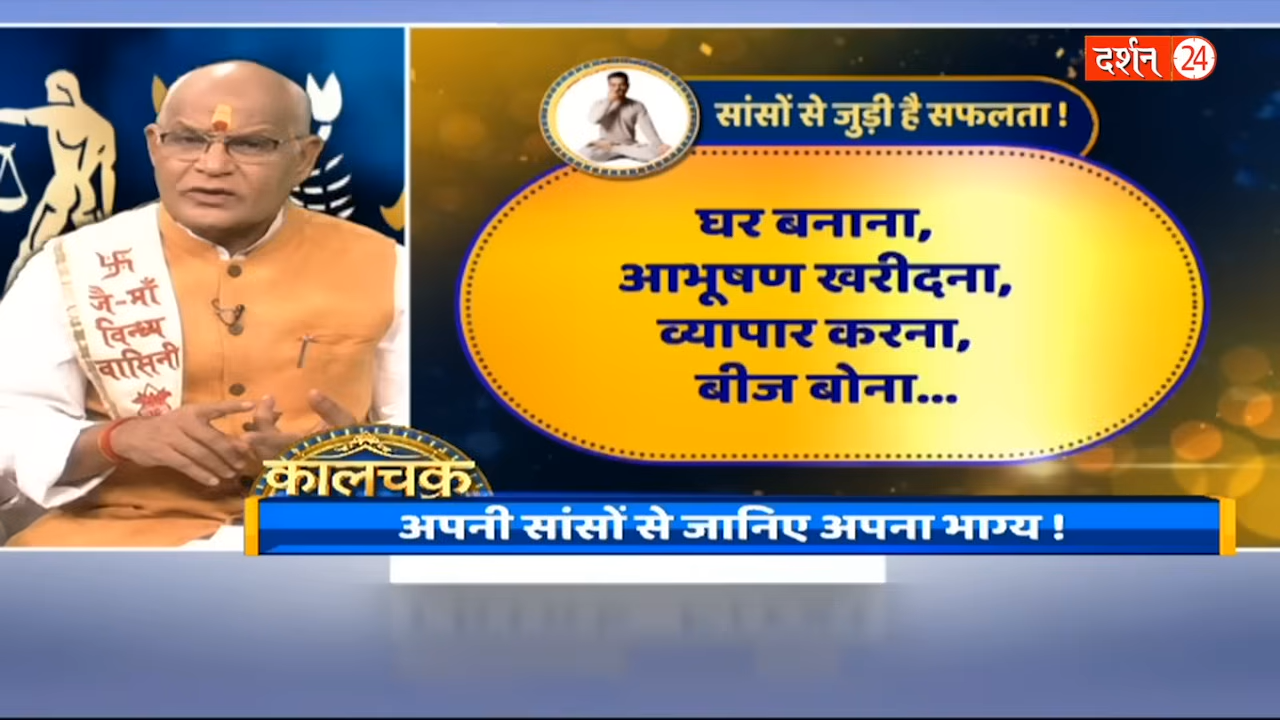 दर्शन 24
सांसों से जुड़ी है सफलता !
घर बनाना,
आभूषण खरीदना,
व्यापार करना,
बीज बोना...
जै-माँ
विन्ध्य
वासिनी
कालचक्र
अपनी सांसों से जानिए अपना भाग्य !